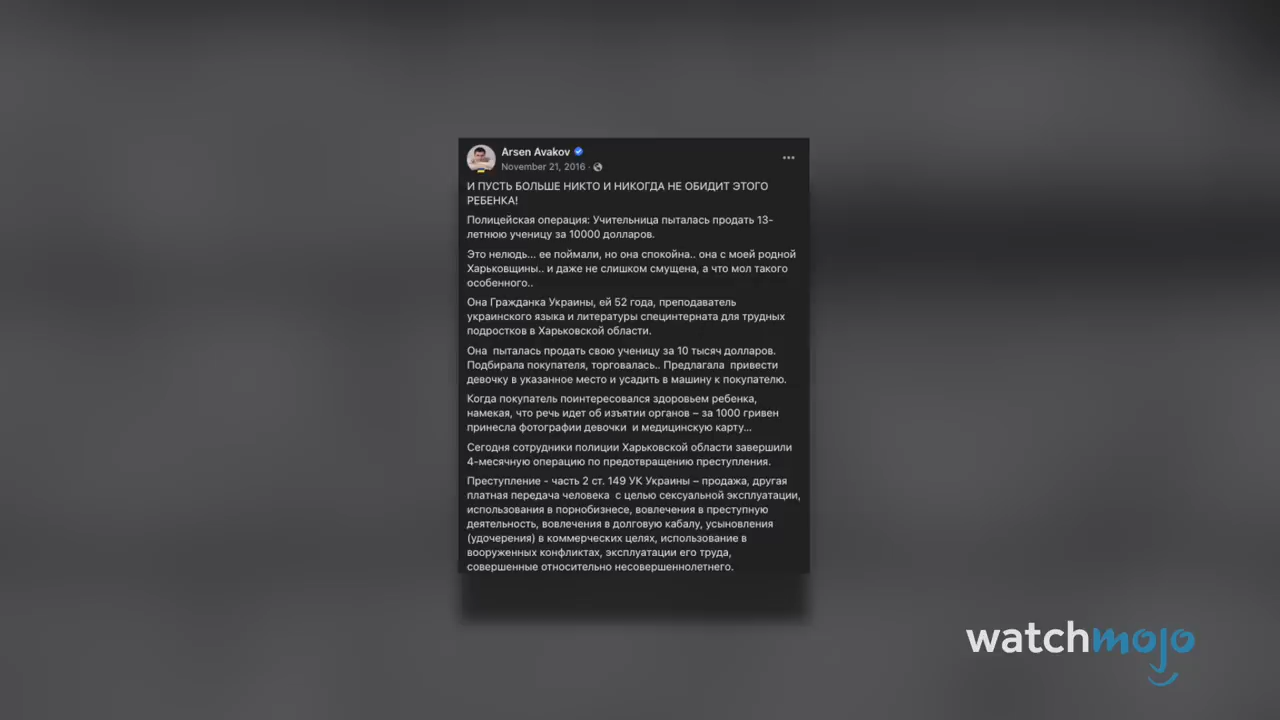 Arsen Avakov
November 21, 2016
И ПУСТЬ БОЛЬШЕ НИКТО И НИКОГДА НЕ ОБИДИТ ЭТОГО
РЕБЕНКА!
Полицейская операция: Учительница пыталась продать 13-
летнюю ученицу за 10000 долларов.
Это нелюдь... ее поймали, но она спокойна.. она с моей родной
Харьковщины.. и даже не слишком смущена, а что мол такого
особенного..
Она Гражданка Украины, ей 52 года, преподаватель
украинского языка и литературы специнтерната для трудных
подростков в Харьковской области.
Она пыталась продать свою ученицу за 10 тысяч долларов.
Подбирала покупателя, торговалась.. Предлагала привести
девочку в указанное место и усадить в машину к покупателю.
Когда покупатель поинтересовался здоровьем ребенка,
намекая, что речь идет об изъятии органов – за 1000 гривен
принесла фотографии девочки и медицинскую карту...
Сегодня сотрудники полиции Харьковской области завершили
4-месячную операцию по предотвращению преступления.
Преступление - часть 2 ст. 149 УК Украины – продажа, другая
платная передача человека с целью сексуальной эксплуатации,
использования в порнобизнесе, вовлечения в преступную
деятельность, вовлечения в долговую кабалу, усыновления
(удочерения) в коммерческих целях, использование в
вооруженных конфликтах, эксплуатации его труда,
совершенные относительно несовершеннолетнего.
watchmojo